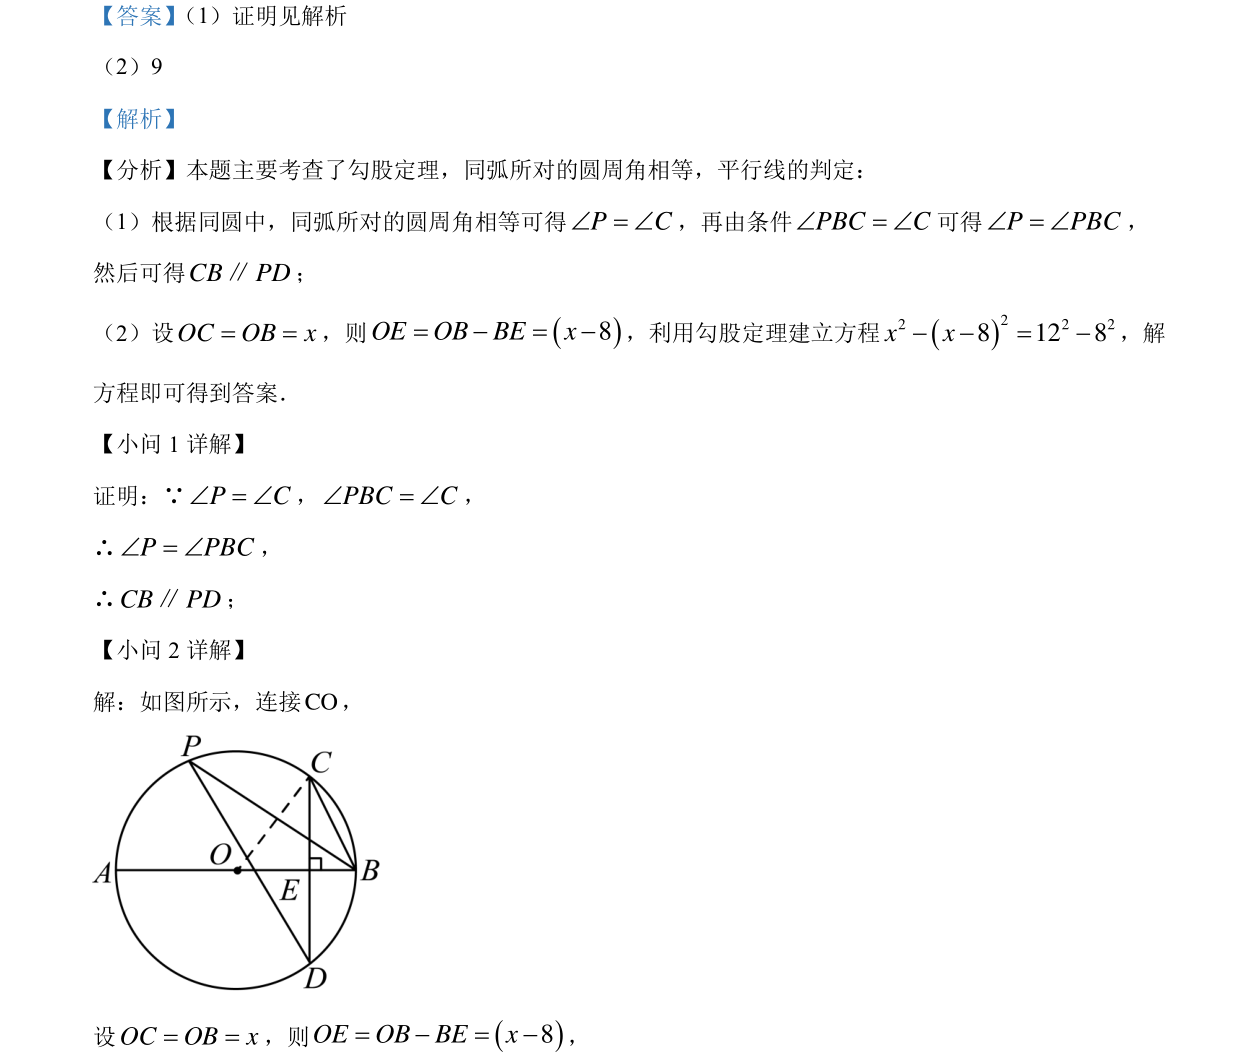 【答案】（1）证明见解析
（2）9
【解析】
【分析】本题主要考查了勾股定理，同弧所对的圆周角相等，平行线的判定：
（1）根据同圆中，同弧所对的圆周角相等可得∠P = ∠C，再由条件∠PBC = ∠C 可得∠P = ∠PBC，
然后可得CB // PD；
（2）设OC = OB = x，则OE = OB − BE = (x−8)，利用勾股定理建立方程x² − (x−8)² = 12² − 8²，解
方程即可得到答案．
【小问 1 详解】
证明：∵ ∠P = ∠C，∠PBC = ∠C，
∴ ∠P = ∠PBC，
∴ CB // PD；
【小问 2 详解】
解：如图所示，连接CO，
P
C
O
A
B
E
D
设OC = OB = x，则OE = OB − BE = (x−8)，